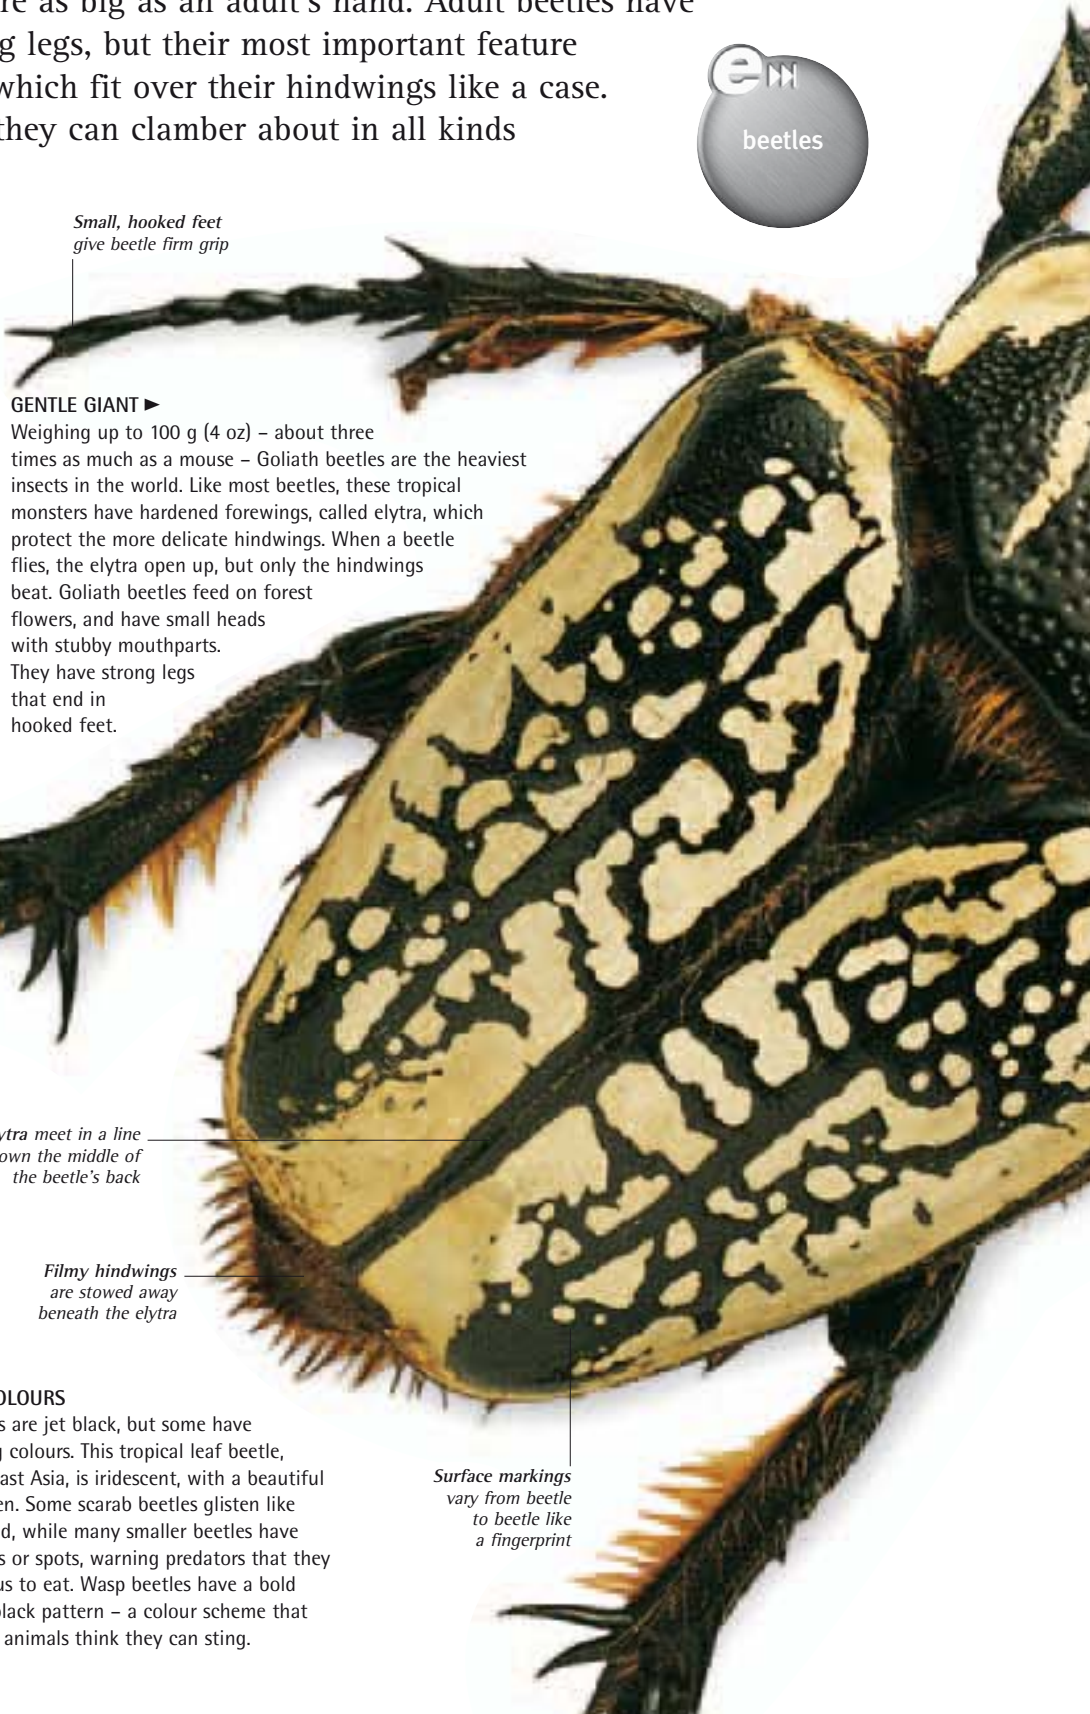 re as big as an adult's hand. Adult beetles have
g legs, but their most important feature
which fit over their hindwings like a case.
they can clamber about in all kinds
e
beetles
Small, hooked feet
give beetle firm grip
GENTLE GIANT ►
Weighing up to 100 g (4 oz) – about three
times as much as a mouse – Goliath beetles are the heaviest
insects in the world. Like most beetles, these tropical
monsters have hardened forewings, called elytra, which
protect the more delicate hindwings. When a beetle
flies, the elytra open up, but only the hindwings
beat. Goliath beetles feed on forest
flowers, and have small heads
with stubby mouthparts.
They have strong legs
that end in
hooked feet.
ytra meet in a line
own the middle of
the beetle's back
Filmy hindwings
are stowed away
beneath the elytra
OLOURS
s are jet black, but some have
g colours. This tropical leaf beetle,
ast Asia, is iridescent, with a beautiful
en. Some scarab beetles glisten like
d, while many smaller beetles have
s or spots, warning predators that they
us to eat. Wasp beetles have a bold
black pattern – a colour scheme that
animals think they can sting.
Surface markings
vary from beetle
to beetle like
a fingerprint